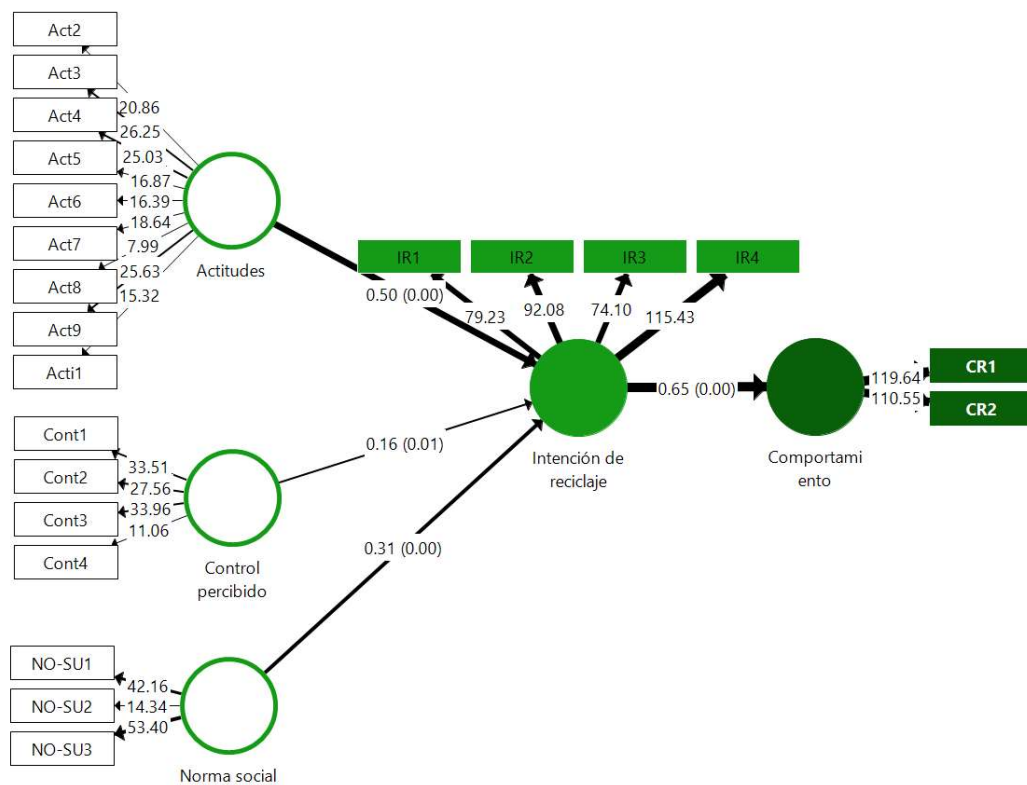 Act2
Act3
Act4
Act5
Act6
Act7
Act8
Act9
Acti1
20.86
26.25
25.03
16.87
16.39
18.64
7.99
25.63
15.32
Actitudes
0.50 (0.00)
IR1
IR2
IR3
IR4
79.23
92.08
74.10
115.43
Intención de
reciclaje
0.65 (0.00)
Comportami
ento
119.64
110.55
CR1
CR2
Cont1
Cont2
Cont3
Cont4
33.51
27.56
33.96
11.06
Control
percibido
0.16 (0.01)
0.31 (0.00)
NO-SU1
NO-SU2
NO-SU3
42.16
14.34
53.40
Norma social